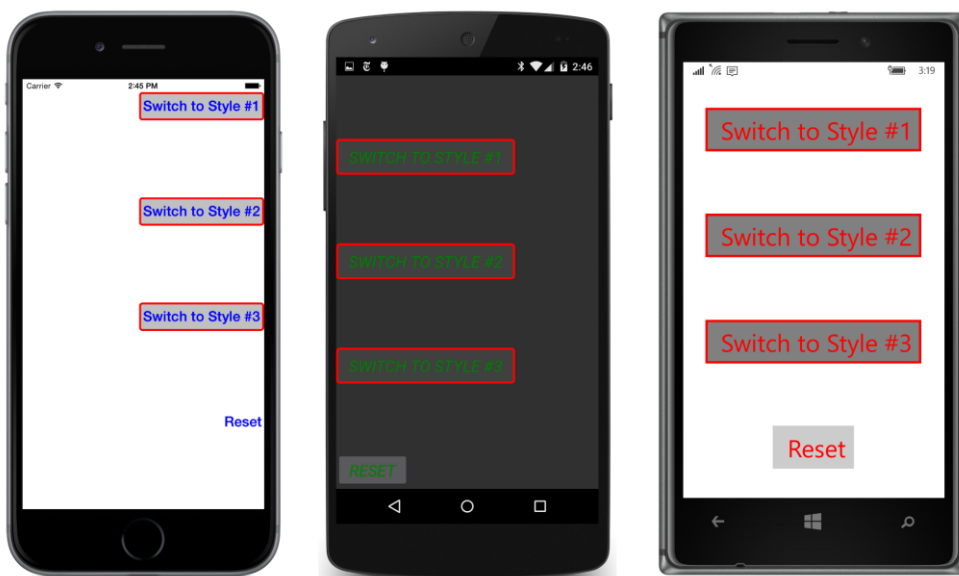 Carrier
2:45 PM
Switch to Style #1
Switch to Style #2
Switch to Style #3
Reset
2:46
SWITCH TO STYLE #1
SWITCH TO STYLE #2
SWITCH TO STYLE #3
RESET
3:19
Switch to Style #1
Switch to Style #2
Switch to Style #3
Reset